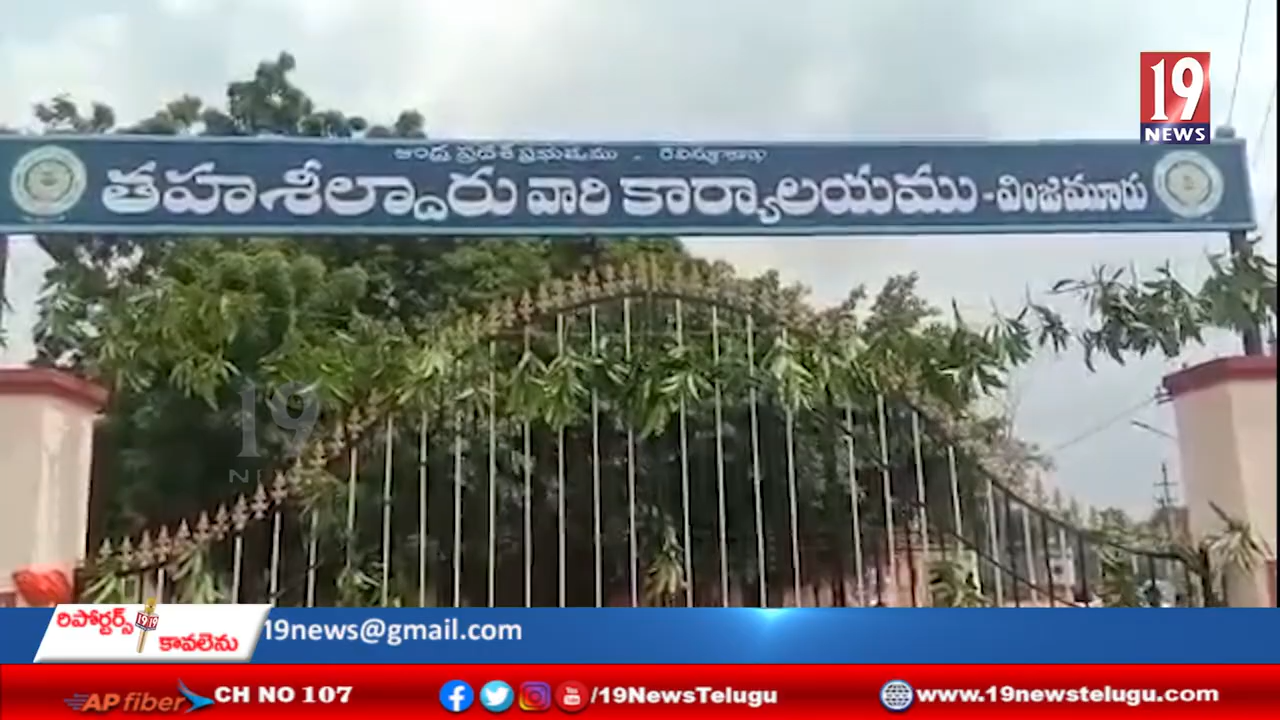 19
NEWS
ఆంధ్ర ప్రదేశ్ ప్రభుత్వము - రెవిన్యూశాఖ
తహశీల్దారు వారి కార్యాలయము - వింజమూరు
19
రిపోర్టర్స్
కావలెను
19news@gmail.com
AP fiber CH NO 107
/19NewsTelugu
www.19newstelugu.com